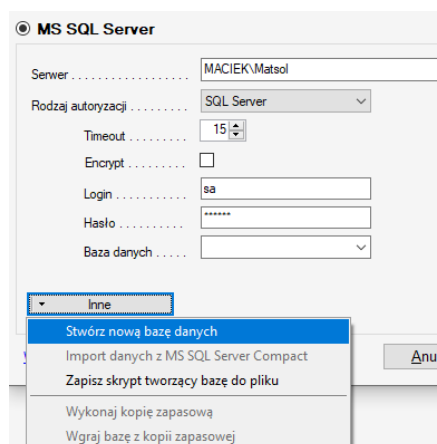 MS SQL Server
Serwer . . . . . . . . . . . . . . . . . . MACIEK\Matsol
Rodzaj autoryzacji . . . . . . . . . SQL Server
Timeout . . . . . . . . . 15
Encrypt . . . . . . . . .
Login . . . . . . . . . . . sa
Hasło . . . . . . . . . . ******
Baza danych . . . . .
Inne
Stwórz nową bazę danych
Import danych z MS SQL Server Compact
Anu
Zapisz skrypt tworzący bazę do pliku
Wykonaj kopię zapasową
Wgraj bazę z kopii zapasowej